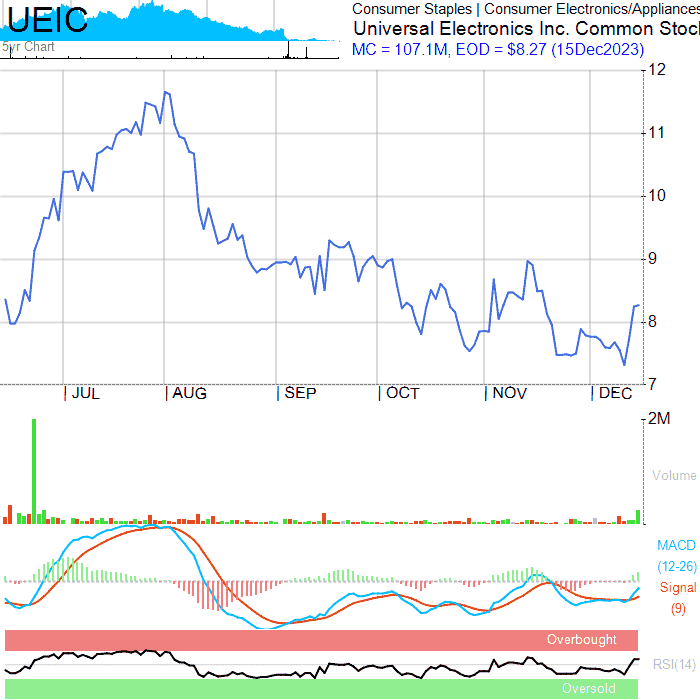 UEIC
5yr Chart
Consumer Staples | Consumer Electronics/Appliances
Universal Electronics Inc. Common Stoc
MC = 107.1M, EOD = $8.27 (15Dec2023)
12
11
10
9
8
7
| JUL | AUG | SEP | OCT | NOV | DEC
2M
Volume
MACD
(12-26)
Signal
(9)
Overbought
RSI(14)
Oversold